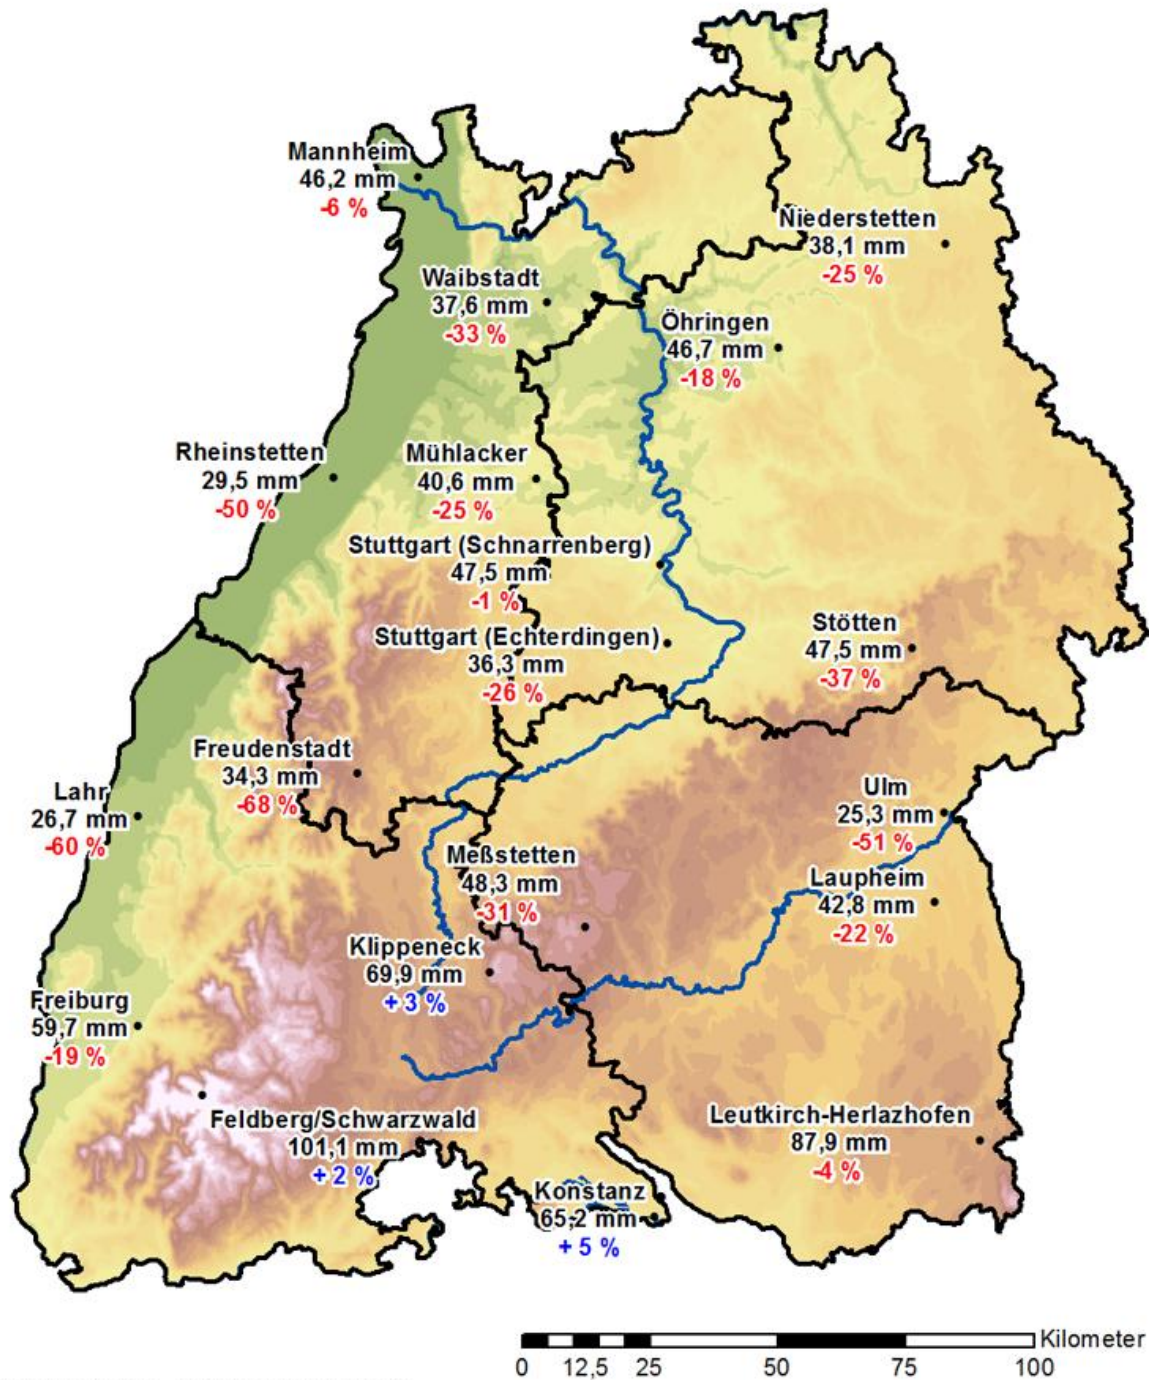 Mannheim
46,2 mm
-6 %
Niederstetten
38,1 mm
-25 %
Waibstadt
37,6 mm
-33 %
Öhringen
46,7 mm
-18 %
Rheinstetten
29,5 mm
-50 %
Mühlacker
40,6 mm
-25 %
Stuttgart (Schnarrenberg)
47,5 mm
-1 %
Stuttgart (Echterdingen)
36,3 mm
-26 %
Stötten
47,5 mm
-37 %
Freudenstadt
34,3 mm
-68 %
Lahr
26,7 mm
-60 %
Ulm
25,3 mm
-51 %
Meßstetten
48,3 mm
-31 %
Laupheim
42,8 mm
-22 %
Klippeneck
69,9 mm
+ 3 %
Freiburg
59,7 mm
-19 %
Feldberg/Schwarzwald
101,1 mm
+ 2 %
Leutkirch-Herlazhofen
87,9 mm
-4 %
Konstanz
65,2 mm
+ 5 %
Kilometer
0 12,5 25 50 75 100